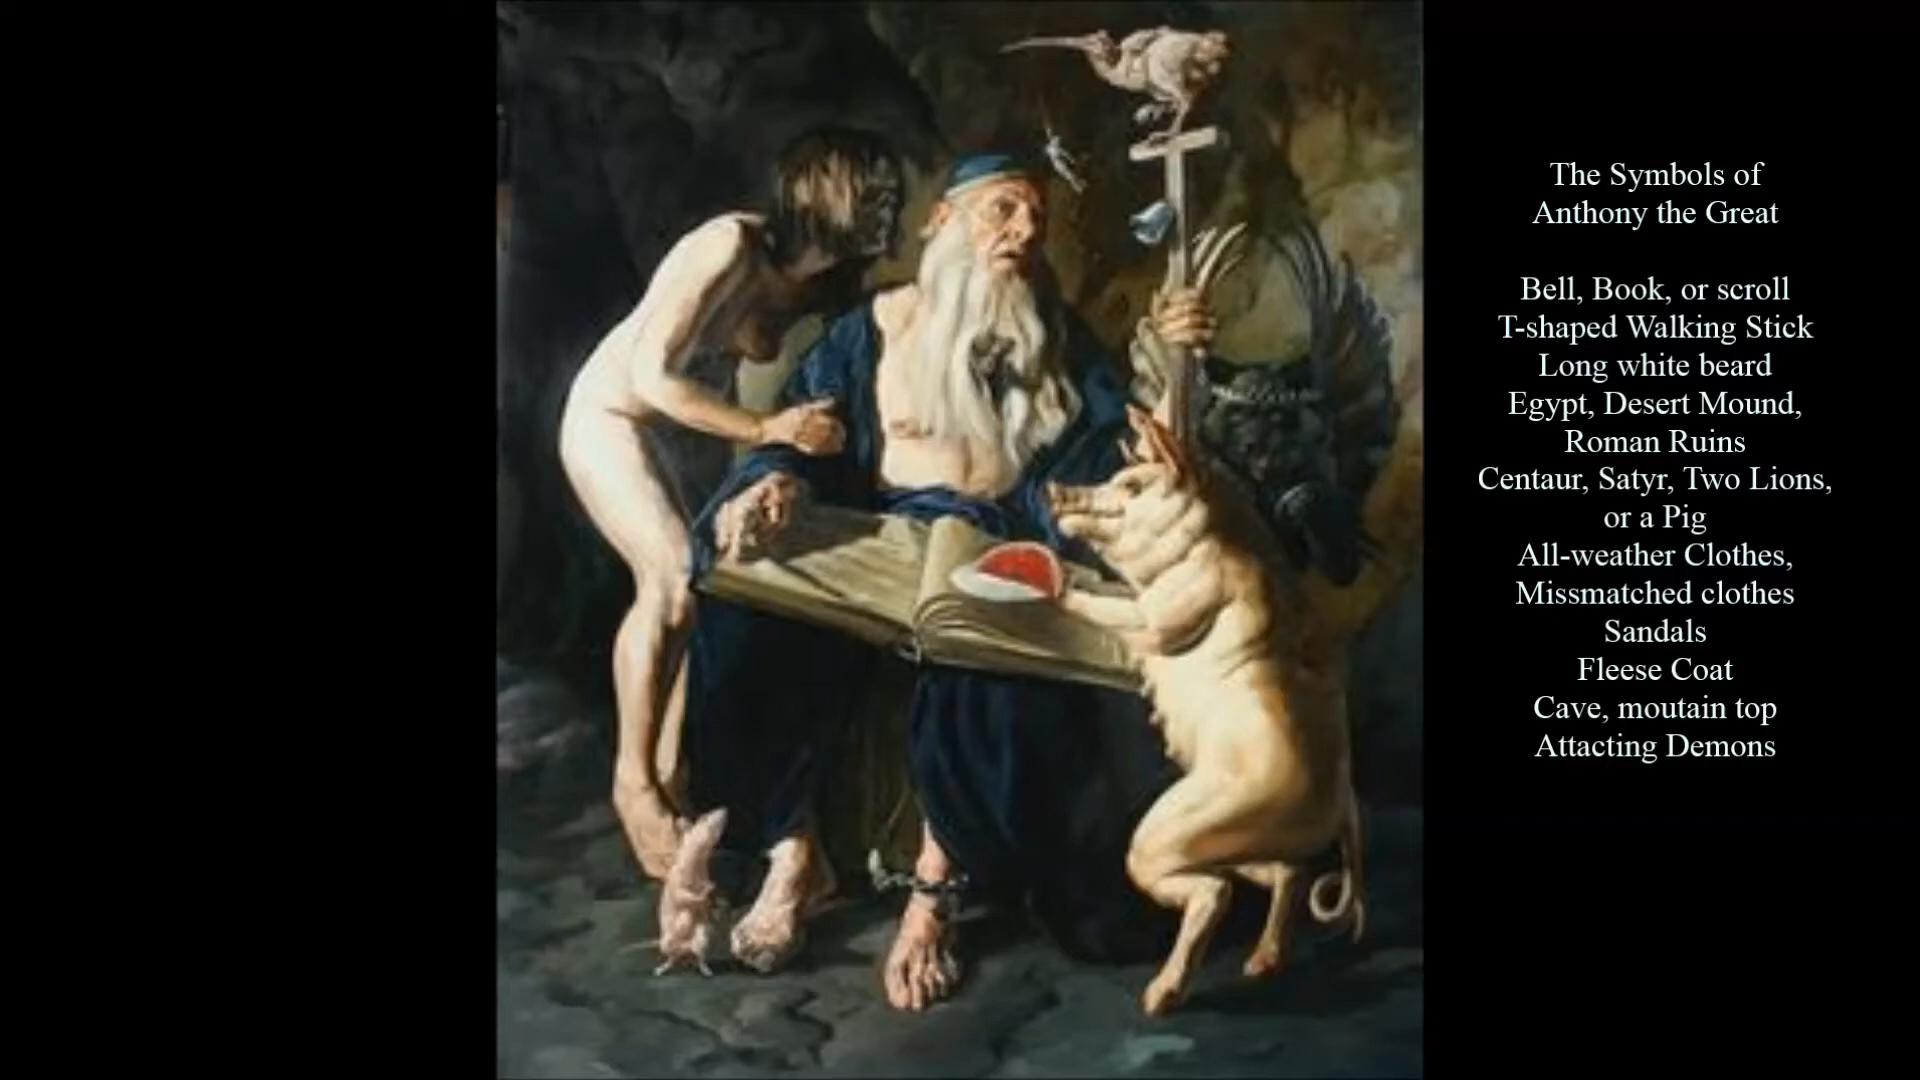 The Symbols of
Anthony the Great
Bell, Book, or scroll
T-shaped Walking Stick
Long white beard
Egypt, Desert Mound,
Roman Ruins
Centaur, Satyr, Two Lions,
or a Pig
All-weather Clothes,
Missmatched clothes
Sandals
Fleese Coat
Cave, moutain top
Attacting Demons